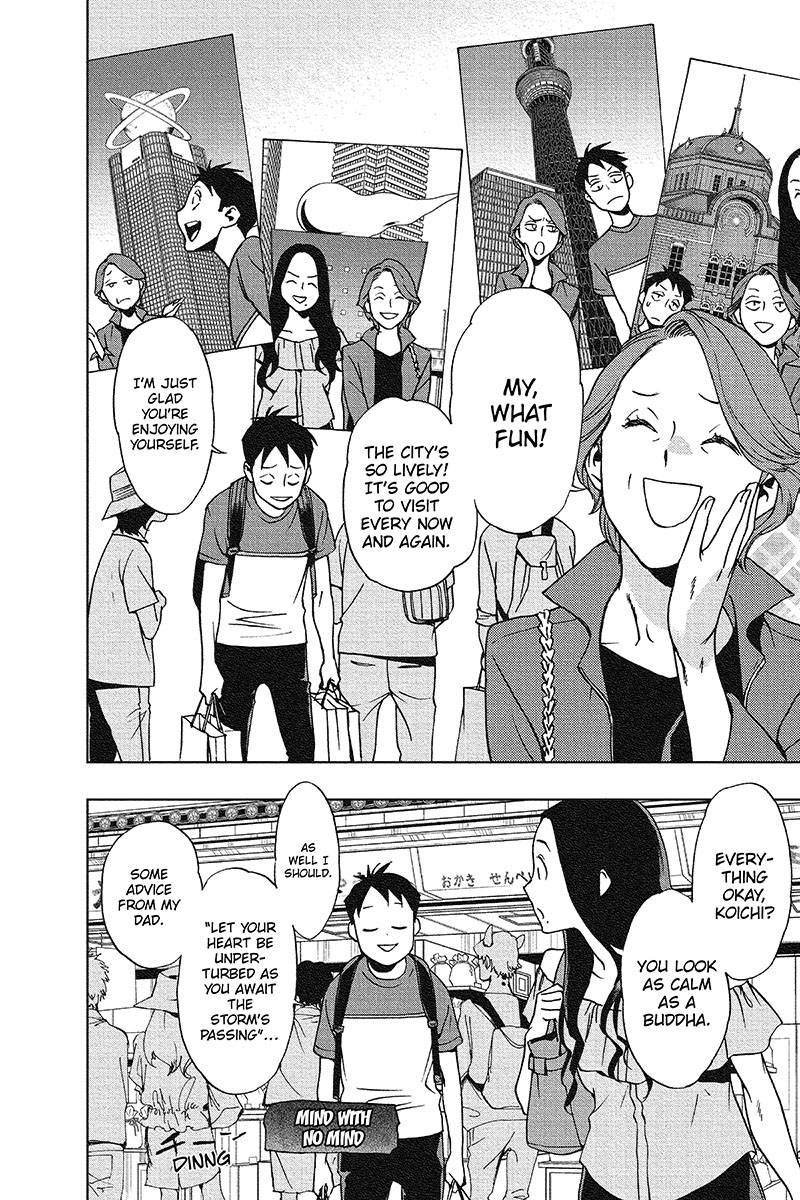 MY,
WHAT
FUN!
THE CITY'S
SO LIVELY!
IT'S GOOD
TO VISIT
EVERY NOW
AND AGAIN.
I'M JUST
GLAD
YOU'RE
ENJOYING
YOURSELF.
EVERY-
THING
OKAY,
KOICHI?
YOU LOOK
AS CALM
AS A
BUDDHA.
おかき せんべい
AS
WELL I
SHOULD.
"LET YOUR
HEART BE
UNPER-
TURBED AS
YOU AWAIT
THE
STORM'S
PASSING"...
SOME
ADVICE
FROM MY
DAD.
MIND WITH
NO MIND
チーン
DINNG